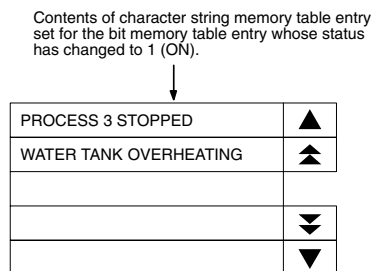 Contents of character string memory table entry
set for the bit memory table entry whose status
has changed to 1 (ON).
PROCESS 3 STOPPED
WATER TANK OVERHEATING